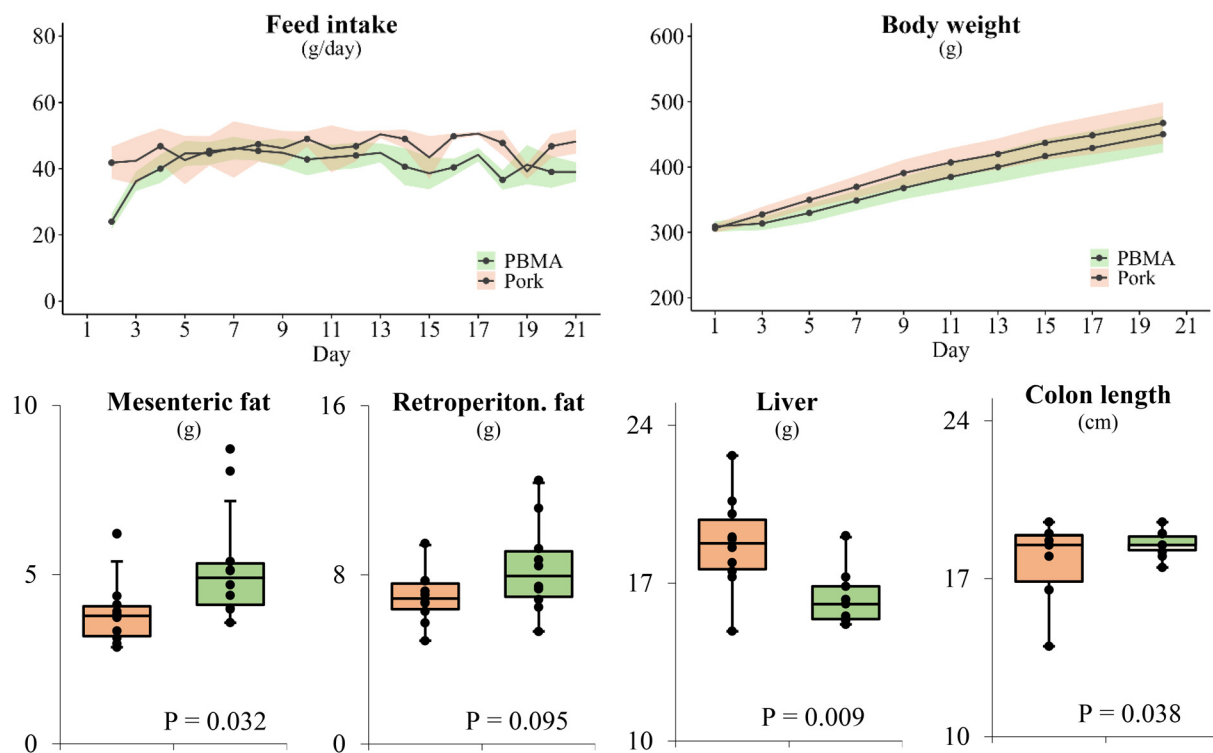 Feed intake
(g/day)
80
60
40
20
0
PBMA
Pork
1 3 5 7 9 11 13 15 17 19 21
Day
Body weight
(g)
600
500
400
300
200
PBMA
Pork
1 3 5 7 9 11 13 15 17 19 21
Day
Mesenteric fat
(g)
10
5
0
P = 0.032
Retroperiton. fat
(g)
16
8
0
P = 0.095
Liver
(g)
24
17
10
P = 0.009
Colon length
(cm)
24
17
10
P = 0.038